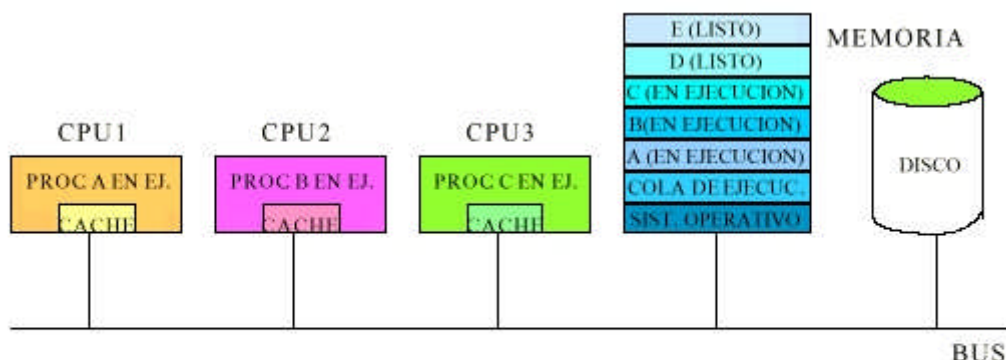 CPU1
PROC A EN EJ.
CACHE
CPU2
PROC B EN EJ.
CACHE
CPU3
PROC C EN EJ.
CACHE
E (LISTO)
D (LISTO)
C (EN EJECUCION)
B(EN EJECUCION)
A (EN EJECUCION)
COLA DE EJECUC.
SIST. OPERATIVO
MEMORIA
DISCO
BUS